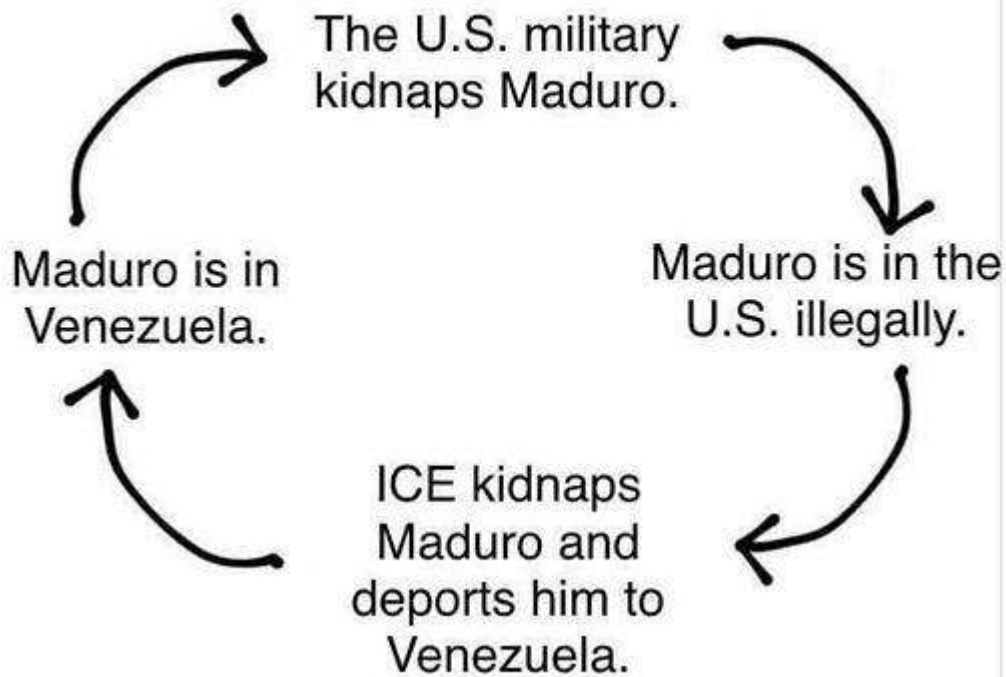 The U.S. military
kidnaps Maduro.
Maduro is in the
U.S. illegally.
ICE kidnaps
Maduro and
deports him to
Venezuela.
Maduro is in
Venezuela.